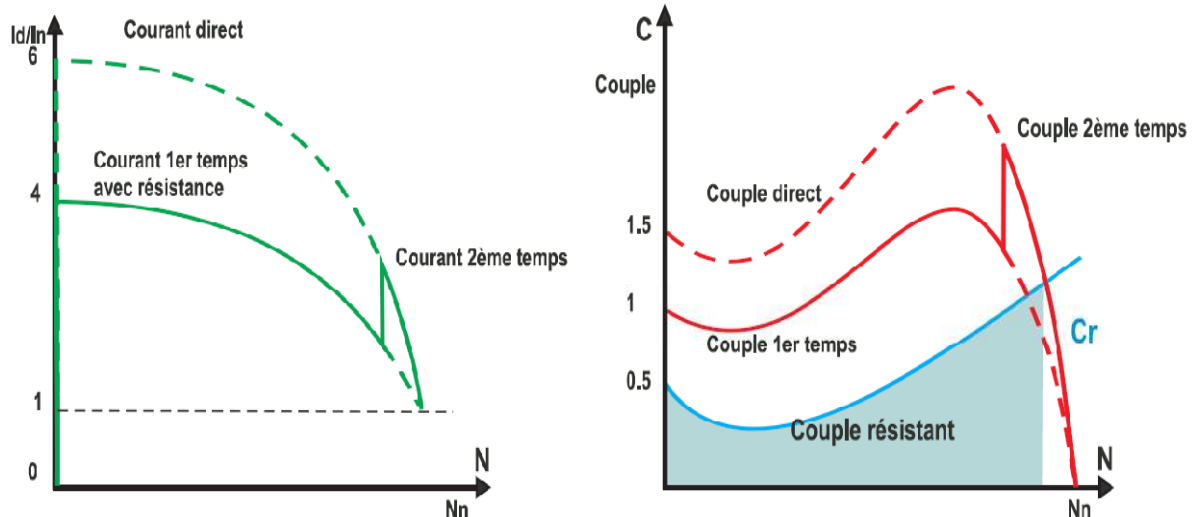 Id/In
6
Courant direct
Courant 1er temps
avec résistance
4
Courant 2ème temps
1
0
N
Nn
C
Couple
Couple 2ème temps
Couple direct
1.5
1
Couple 1er temps
Cr
0.5
Couple résistant
N
Nn